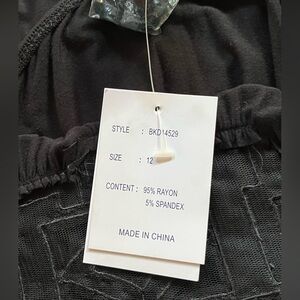 STYLE : BKD14529
SIZE : 12
CONTENT : 95% RAYON
5% SPANDEX
MADE IN CHINA